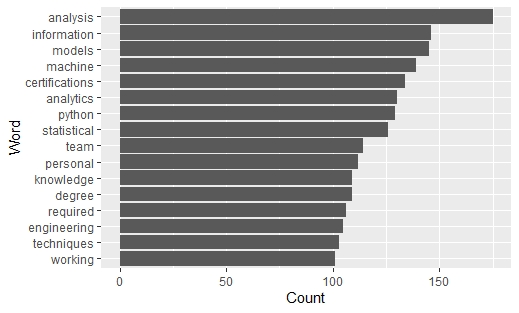 analysis
information
models
machine
certifications
analytics
python
statistical
team
personal
knowledge
degree
required
engineering
techniques
working
Word
0 50 100 150
Count